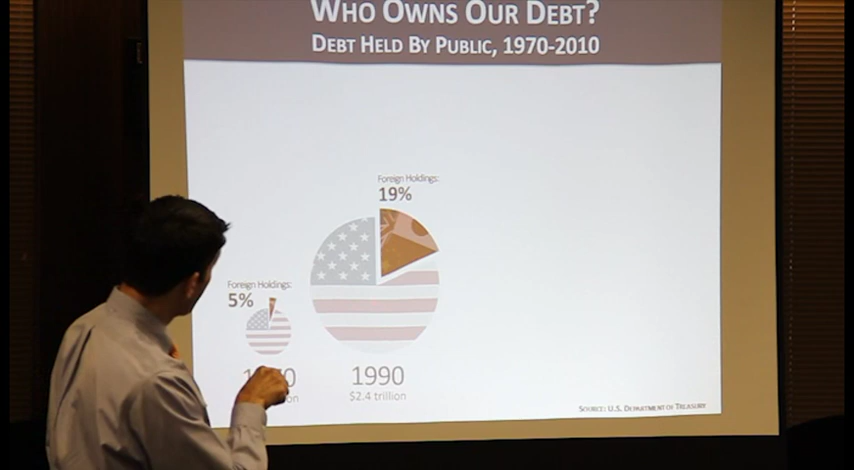 WHO OWNS OUR DEBT?
DEBT HELD BY PUBLIC, 1970-2010
Foreign Holdings:
19%
Foreign Holdings:
5%
1990
$2.4 trillion
SOURCE: U.S. DEPARTMENT OF TREASURY